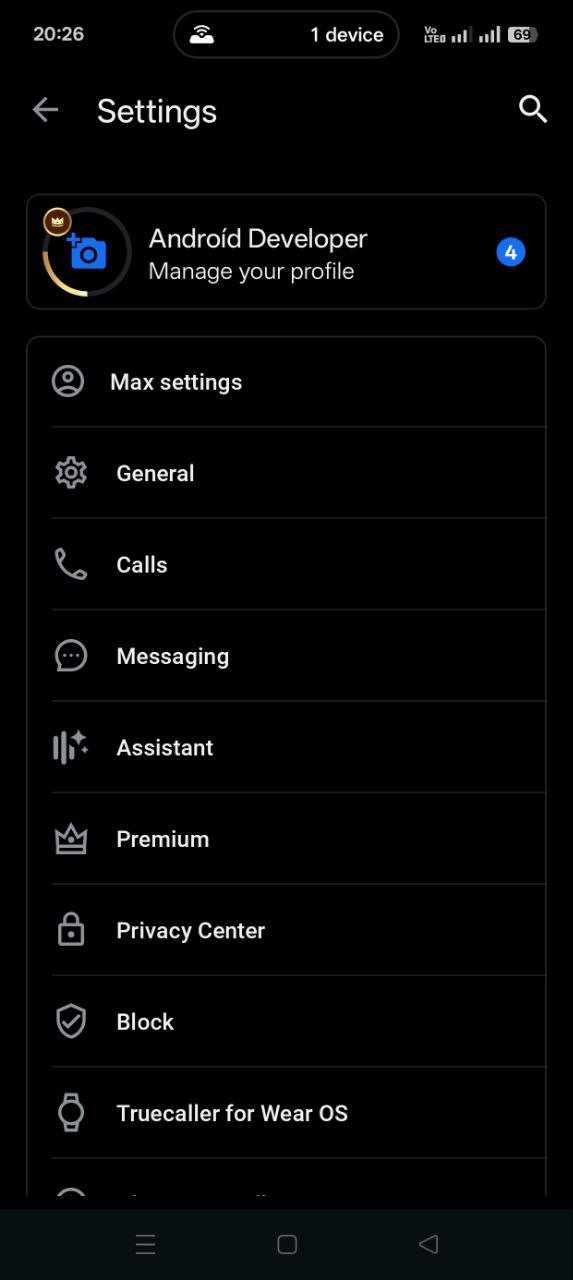 20:26
1 device
Vo
LTE
69
Settings
Androíd Developer
Manage your profile
4
Max settings
General
Calls
Messaging
Assistant
Premium
Privacy Center
Block
Truecaller for Wear OS